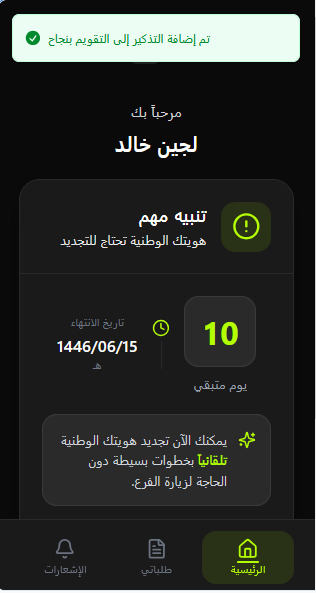 تم إضافة التذكير إلى التقويم بنجاح
مرحباً بك
لجين خالد
تنبيه مهم
هويتك الوطنية تحتاج للتجديد
10
يوم متبقي
تاريخ الانتهاء
1446/06/15
هـ
يمكنك الآن تجديد هويتك الوطنية
تلقائياً بخطوات بسيطة دون
الحاجة لزيارة الفرع.
الرئيسية
طلباتي
الإشعارات